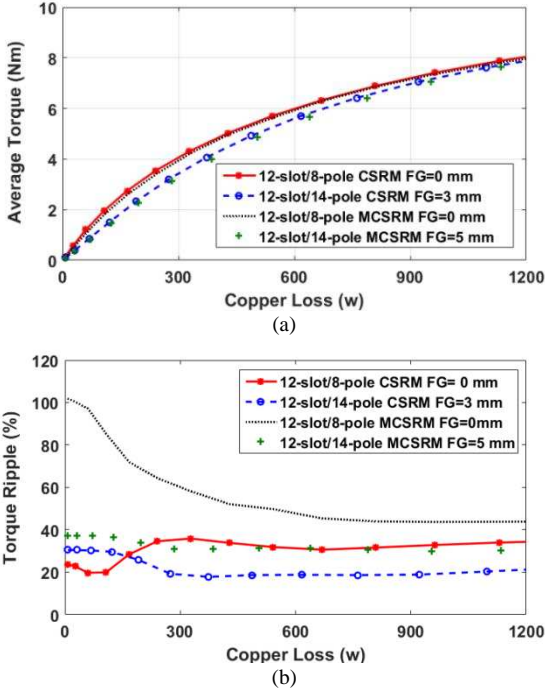 10
8
6
4
2
0
Average Torque (Nm)
12-slot/8-pole CSRM FG=0 mm
12-slot/14-pole CSRM FG=3 mm
12-slot/8-pole MCSRM FG=0 mm
12-slot/14-pole MCSRM FG=5 mm
0 300 600 900 1200
Copper Loss (w)
(a)
120
100
80
60
40
20
0
Torque Ripple (%)
12-slot/8-pole CSRM FG= 0 mm
12-slot/14-pole CSRM FG=3 mm
12-slot/8-pole MCSRM FG=0mm
12-slot/14-pole MCSRM FG=5 mm
0 300 600 900 1200
Copper Loss (w)
(b)